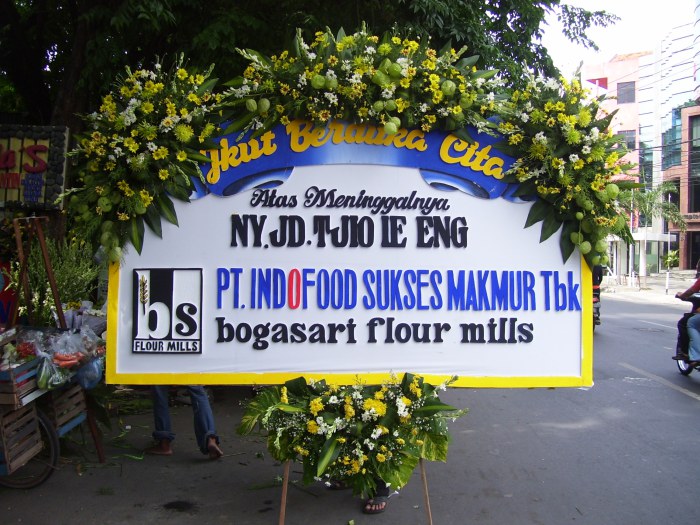 Ikut Berduka Cita
Atas Meninggalnya
NY. JD. TJIO IE ENG
bs
FLOUR MILLS
PT. INDOFOOD SUKSES MAKMUR Tbk
bogasari flour mills